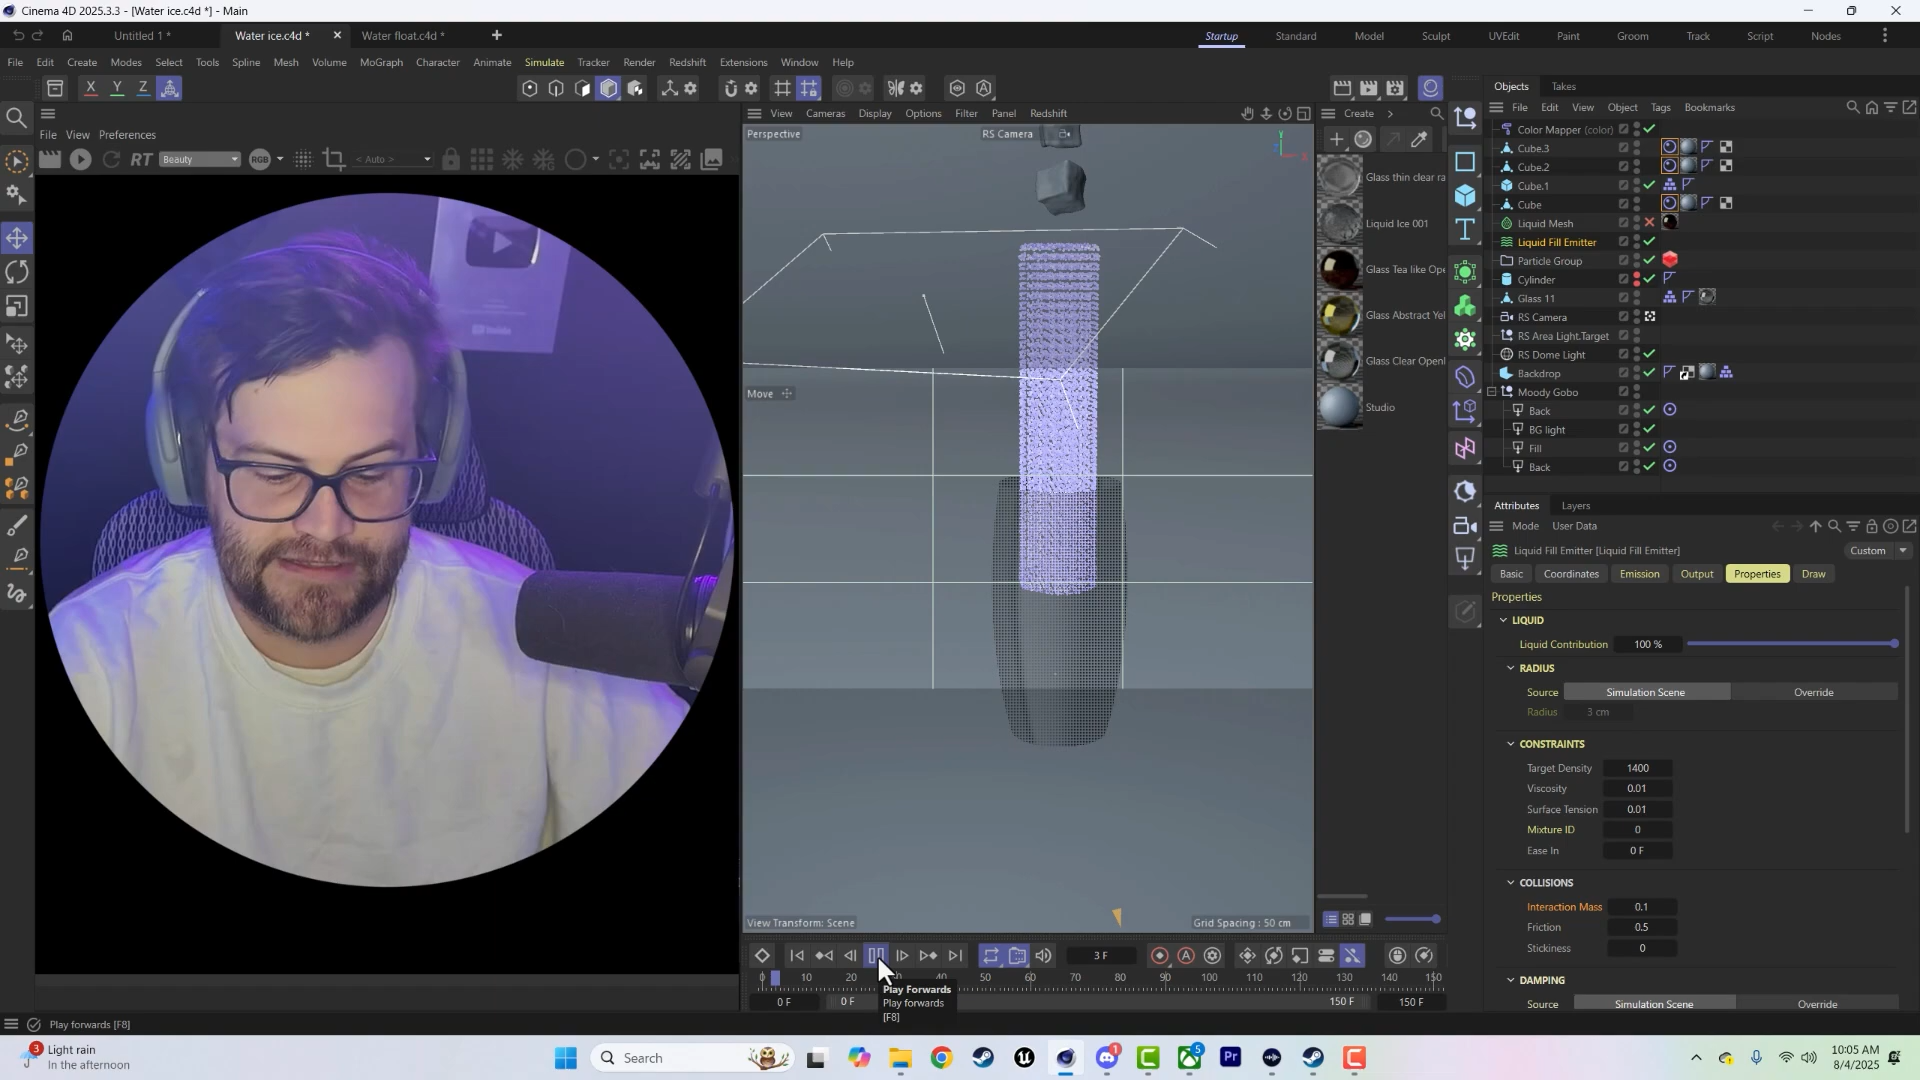 Cinema 4D 2025.3.3 - [Water ice.c4d *] - Main
Untitled 1 *
Water ice.c4d *
Water float.c4d *
Startup
Standard
Model
Sculpt
UVEdit
Paint
Groom
Track
Script
Nodes
File
Edit
Create
Modes
Select
Tools
Spline
Mesh
Volume
MoGraph
Character
Animate
Simulate
Tracker
Render
Redshift
Extensions
Window
Help
X
Y
Z
File
View
Preferences
RT
Beauty
RGB
< Auto >
View
Cameras
Display
Options
Filter
Panel
Redshift
Perspective
RS Camera
Y
X
Move
View Transform: Scene
Grid Spacing : 50 cm
Create
Glass thin clear ra
Liquid Ice 001
Glass Tea like Ope
Glass Abstract Yel
Glass Clear Openl
Studio
Objects
Takes
File
Edit
View
Object
Tags
Bookmarks
Color Mapper (color)
Cube.3
Cube.2
Cube.1
Cube
Liquid Mesh
Liquid Fill Emitter
Particle Group
Cylinder
Glass 11
RS Camera
RS Area Light.Target
RS Dome Light
Backdrop
Moody Gobo
Back
BG light
Fill
Back
Attributes
Layers
Mode
User Data
Liquid Fill Emitter [Liquid Fill Emitter]
Custom
Basic
Coordinates
Emission
Output
Properties
Draw
Properties
LIQUID
Liquid Contribution
100 %
RADIUS
Source
Simulation Scene
Override
Radius
3 cm
CONSTRAINTS
Target Density
1400
Viscosity
0.01
Surface Tension
0.01
Mixture ID
0
Ease In
0 F
COLLISIONS
Interaction Mass
0.1
Friction
0.5
Stickiness
0
DAMPING
Source
Simulation Scene
Override
3 F
0
10
20
30
40
50
60
70
80
90
100
110
120
130
140
150
0 F
0 F
150 F
150 F
Play Forwards
Play forwards
[F8]
Play forwards [F8]
3
Light rain
In the afternoon
Search
1
5
Pr
10:05 AM
8/4/2025